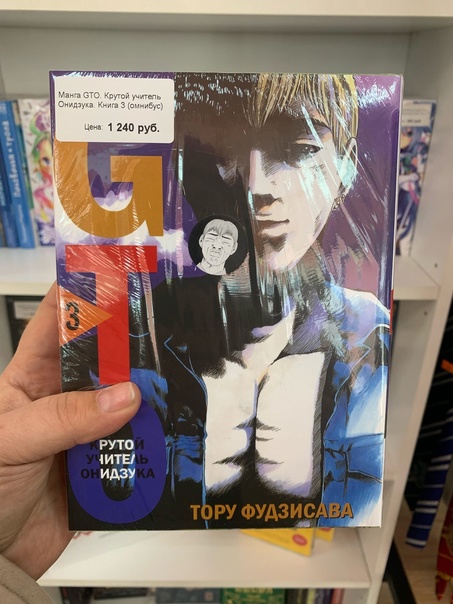 Манга GTO. Крутой учитель
Онидзука. Книга 3 (омнибус)
Цена: 1 240 руб.
GTO
3
КРУТОЙ
УЧИТЕЛЬ
ОНИДЗУКА
ТОРУ ФУДЗИСАВА